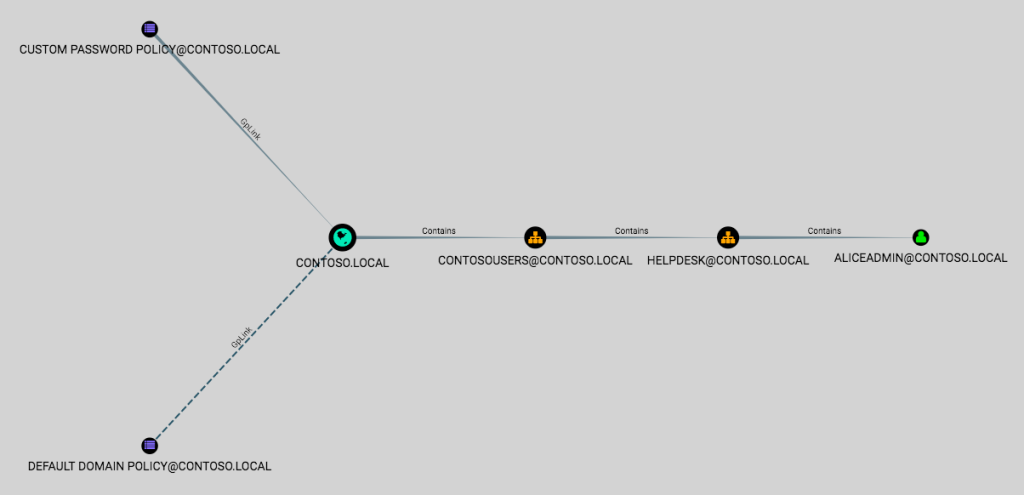 CUSTOM PASSWORD POLICY@CONTOSO.LOCAL
GpLink
Contains
Contains
Contains
CONTOSO.LOCAL
CONTOSOUSERS@CONTOSO.LOCAL
HELPDESK@CONTOSO.LOCAL
ALICEADMIN@CONTOSO.LOCAL
GpLink
DEFAULT DOMAIN POLICY@CONTOSO.LOCAL